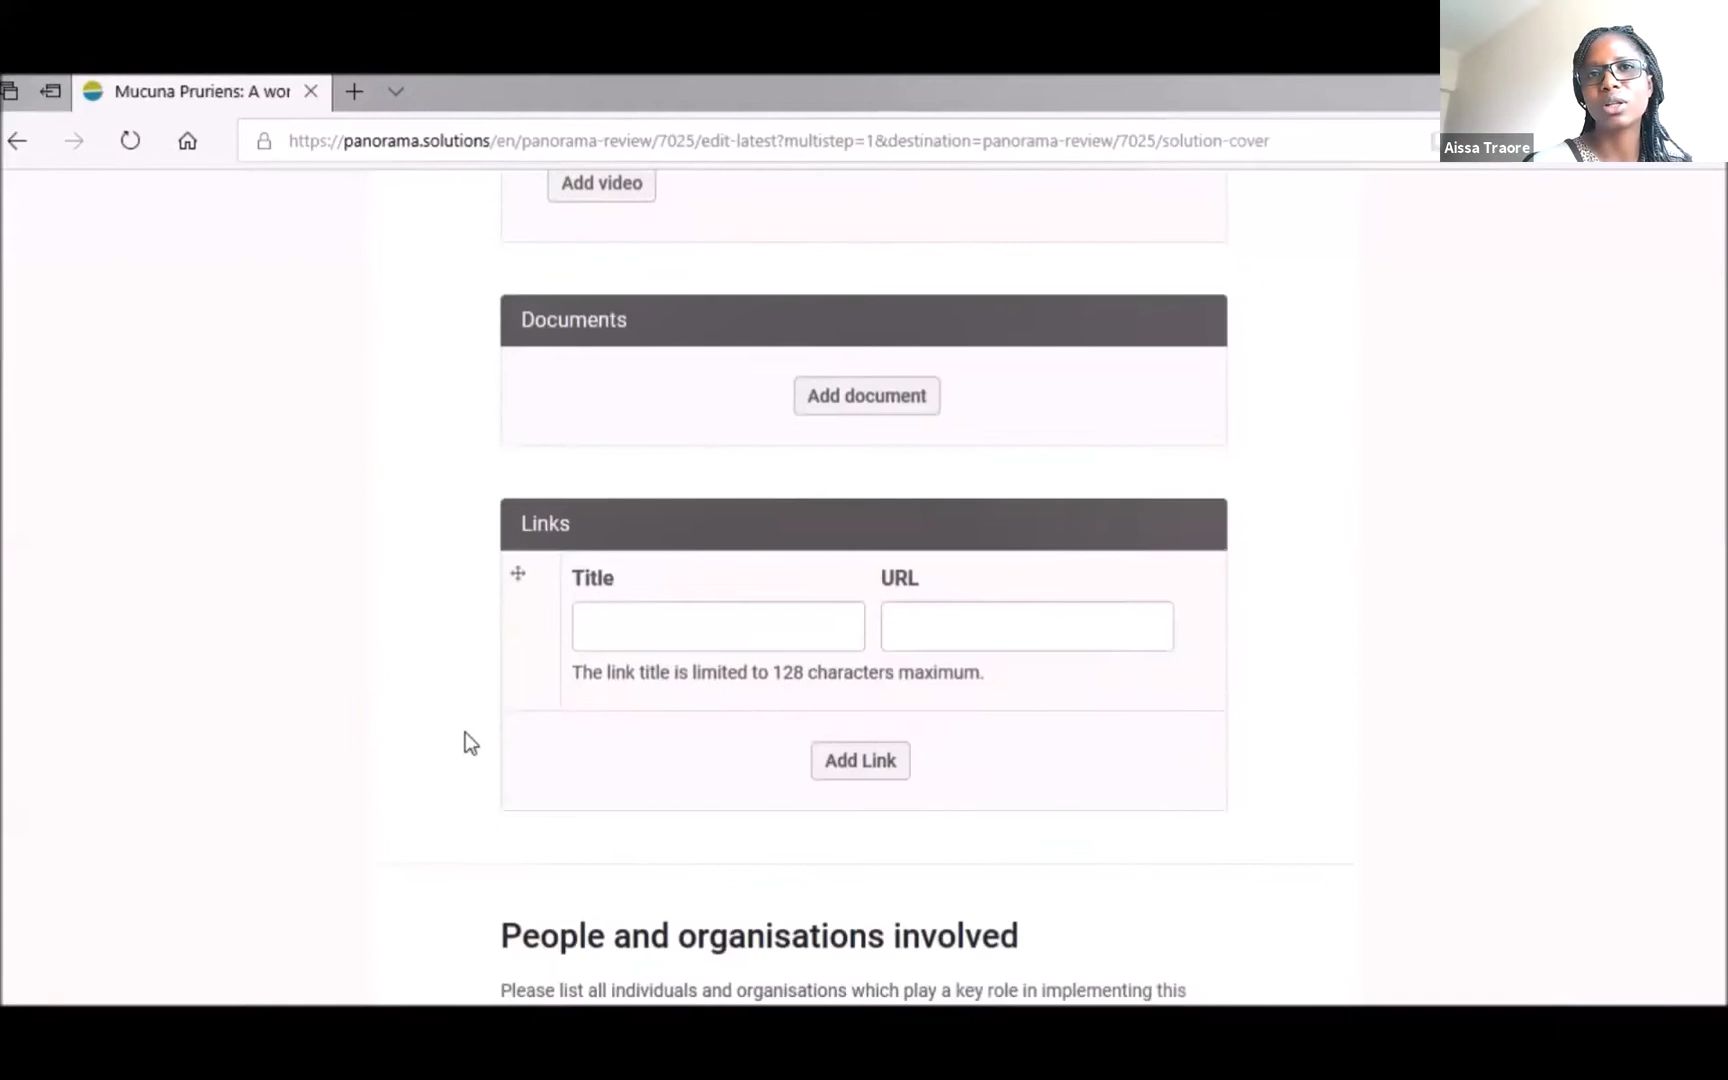 Mucuna Pruriens: A wor
https://panorama.solutions/en/panorama-review/7025/edit-latest?multistep=1&destination=panorama-review/7025/solution-cover
Aissa Traore
Add video
Documents
Add document
Links
Title URL
The link title is limited to 128 characters maximum.
Add Link
People and organisations involved
Please list all individuals and organisations which play a key role in implementing this